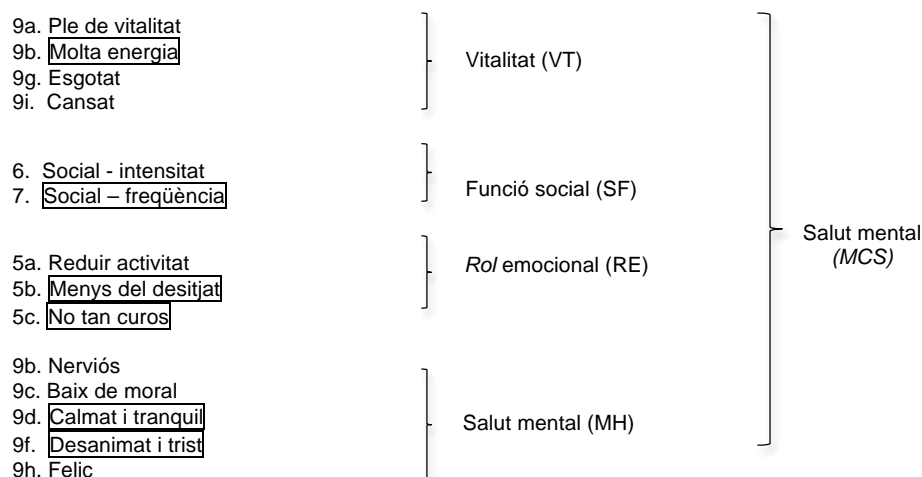 9a. Ple de vitalitat
9b. Molta energia
9g. Esgotat
9i. Cansat
Vitalitat (VT)
6. Social - intensitat
7. Social – freqüència
Funció social (SF)
5a. Reduir activitat
5b. Menys del desitjat
5c. No tan curos
Rol emocional (RE)
9b. Nerviós
9c. Baix de moral
9d. Calmat i tranquil
9f. Desanimat i trist
9h. Felic
Salut mental (MH)
Salut mental
(MCS)